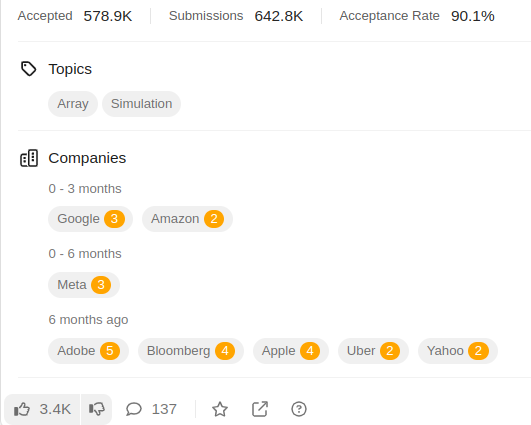 Accepted 578.9K Submissions 642.8K Acceptance Rate 90.1%
Topics
Array Simulation
Companies
0 - 3 months
Google 3 Amazon 2
0 - 6 months
Meta 3
6 months ago
Adobe 5 Bloomberg 4 Apple 4 Uber 2 Yahoo 2
3.4K 137